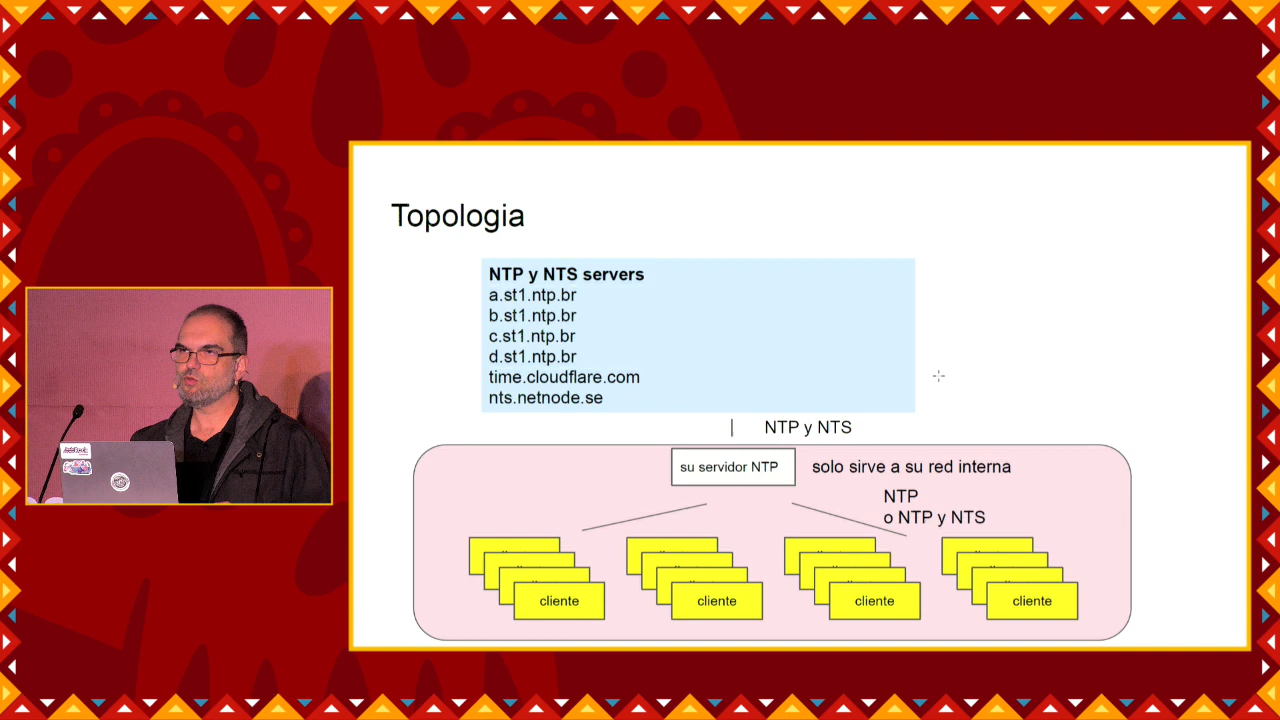 Topologia
NTP y NTS servers
a.st1.ntp.br
b.st1.ntp.br
c.st1.ntp.br
d.st1.ntp.br
time.cloudflare.com
nts.netnode.se
NTP y NTS
su servidor NTP
solo sirve a su red interna
NTP
o NTP y NTS
cliente
cliente
cliente
cliente